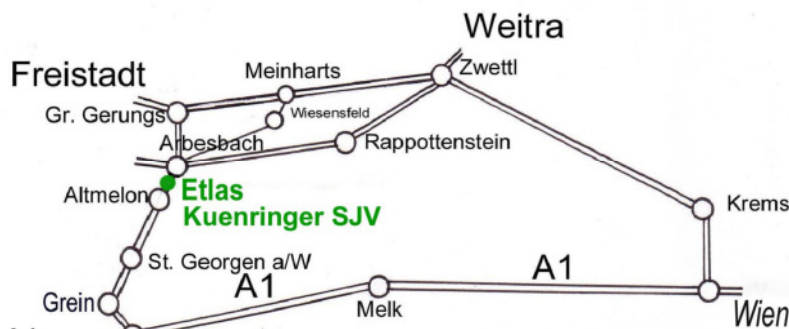 Weitra
Freistadt
Meinharts
Zwettl
Gr. Gerungs
Wiesensfeld
Arbesbach
Rappottenstein
Altmelon
Etlas
Kuenringer SJV
Krems
St. Georgen a/W
A1
A1
Grein
Melk
Wien